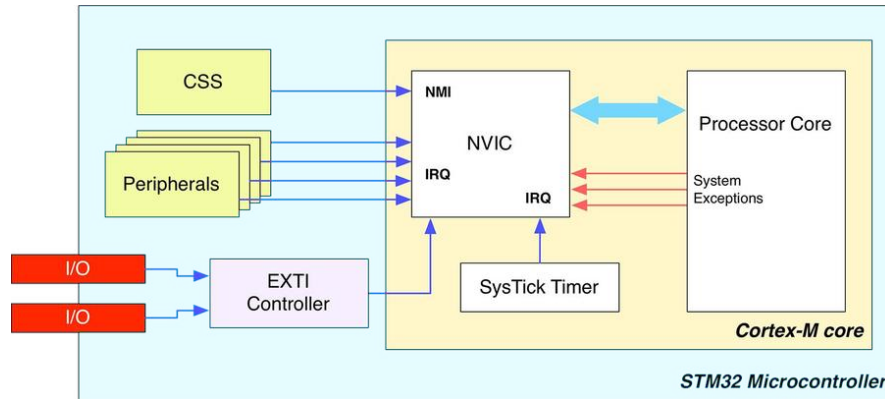 CSS
NMI
NVIC
Processor Core
Peripherals
IRQ
IRQ
System
Exceptions
I/O
I/O
EXTI
Controller
SysTick Timer
Cortex-M core
STM32 Microcontroller